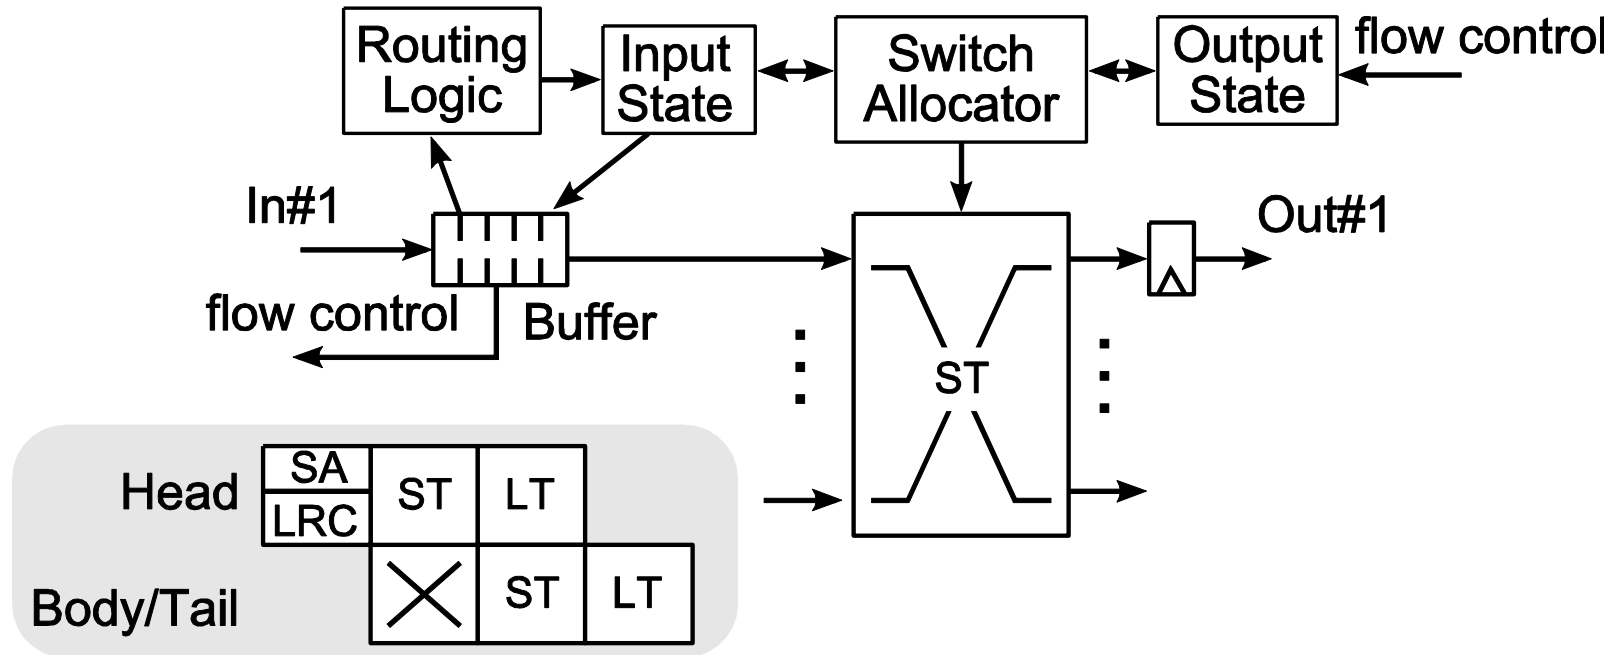 Routing
Logic
Input
State
Switch
Allocator
Output
State
flow control
In#1
Out#1
flow control
Buffer
ST
Head
SA
LRC
ST
LT
Body/Tail
ST
LT